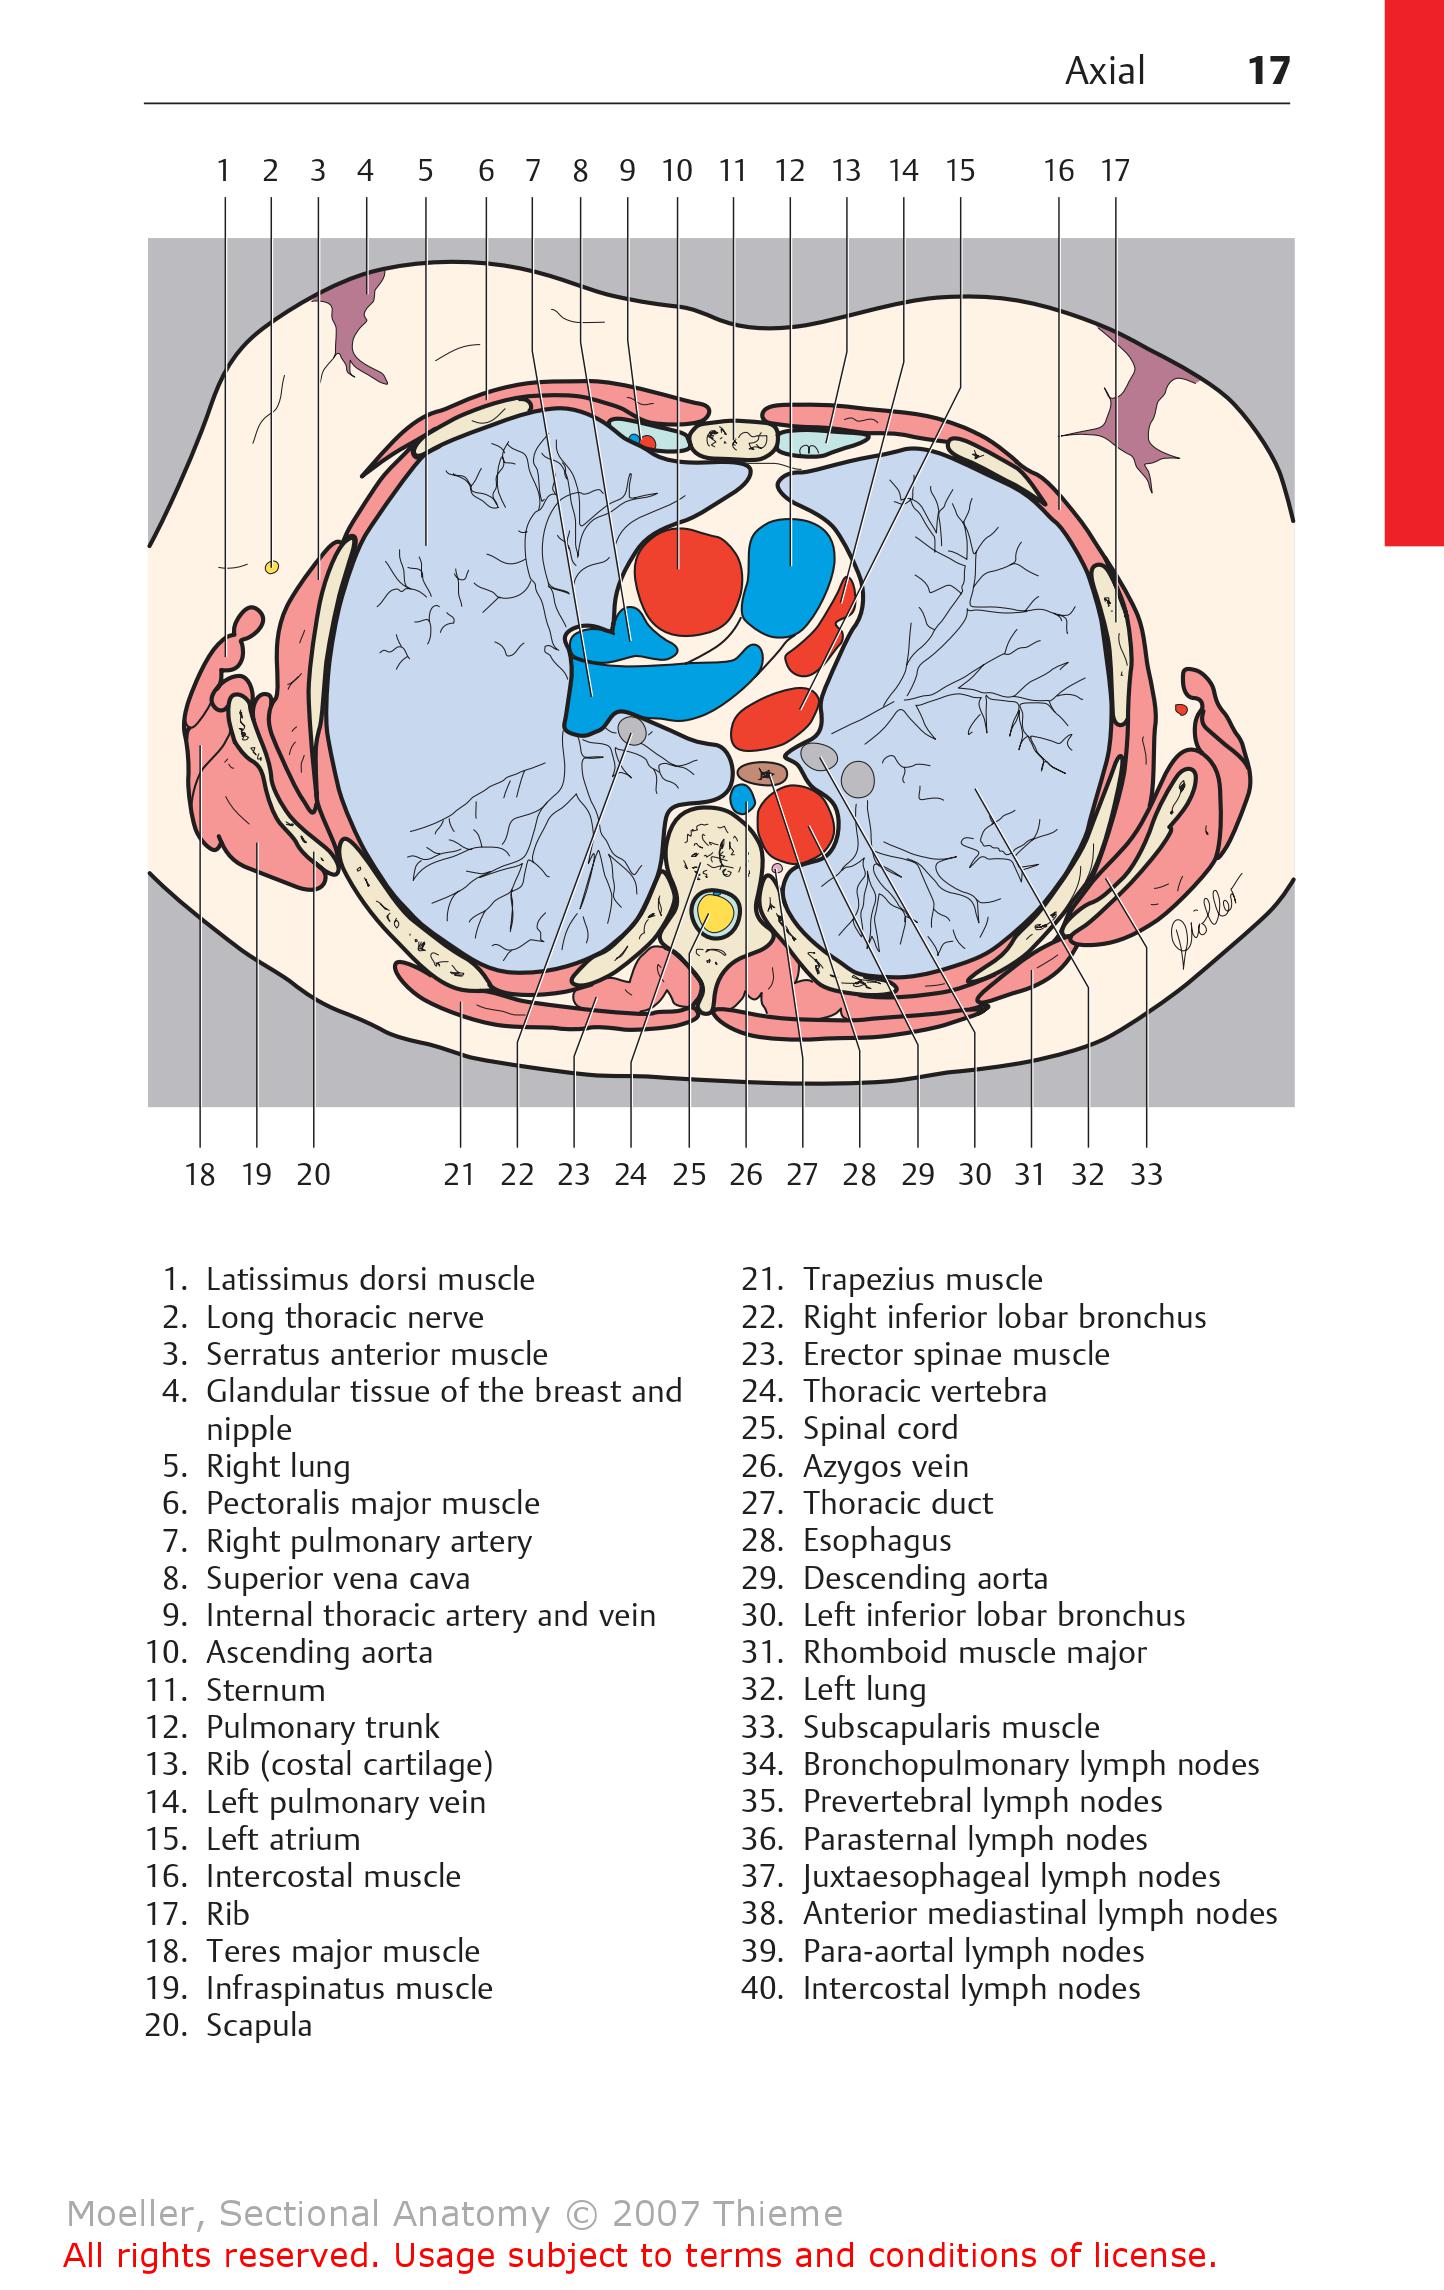 Axial 17
1 2 3 4 5 6 7 8 9 10 11 12 13 14 15 16 17
18 19 20 21 22 23 24 25 26 27 28 29 30 31 32 33
1. Latissimus dorsi muscle
2. Long thoracic nerve
3. Serratus anterior muscle
4. Glandular tissue of the breast and
nipple
5. Right lung
6. Pectoralis major muscle
7. Right pulmonary artery
8. Superior vena cava
9. Internal thoracic artery and vein
10. Ascending aorta
11. Sternum
12. Pulmonary trunk
13. Rib (costal cartilage)
14. Left pulmonary vein
15. Left atrium
16. Intercostal muscle
17. Rib
18. Teres major muscle
19. Infraspinatus muscle
20. Scapula
21. Trapezius muscle
22. Right inferior lobar bronchus
23. Erector spinae muscle
24. Thoracic vertebra
25. Spinal cord
26. Azygos vein
27. Thoracic duct
28. Esophagus
29. Descending aorta
30. Left inferior lobar bronchus
31. Rhomboid muscle major
32. Left lung
33. Subscapularis muscle
34. Bronchopulmonary lymph nodes
35. Prevertebral lymph nodes
36. Parasternal lymph nodes
37. Juxtaesophageal lymph nodes
38. Anterior mediastinal lymph nodes
39. Para-aortal lymph nodes
40. Intercostal lymph nodes
Moeller, Sectional Anatomy © 2007 Thieme
All rights reserved. Usage subject to terms and conditions of license.